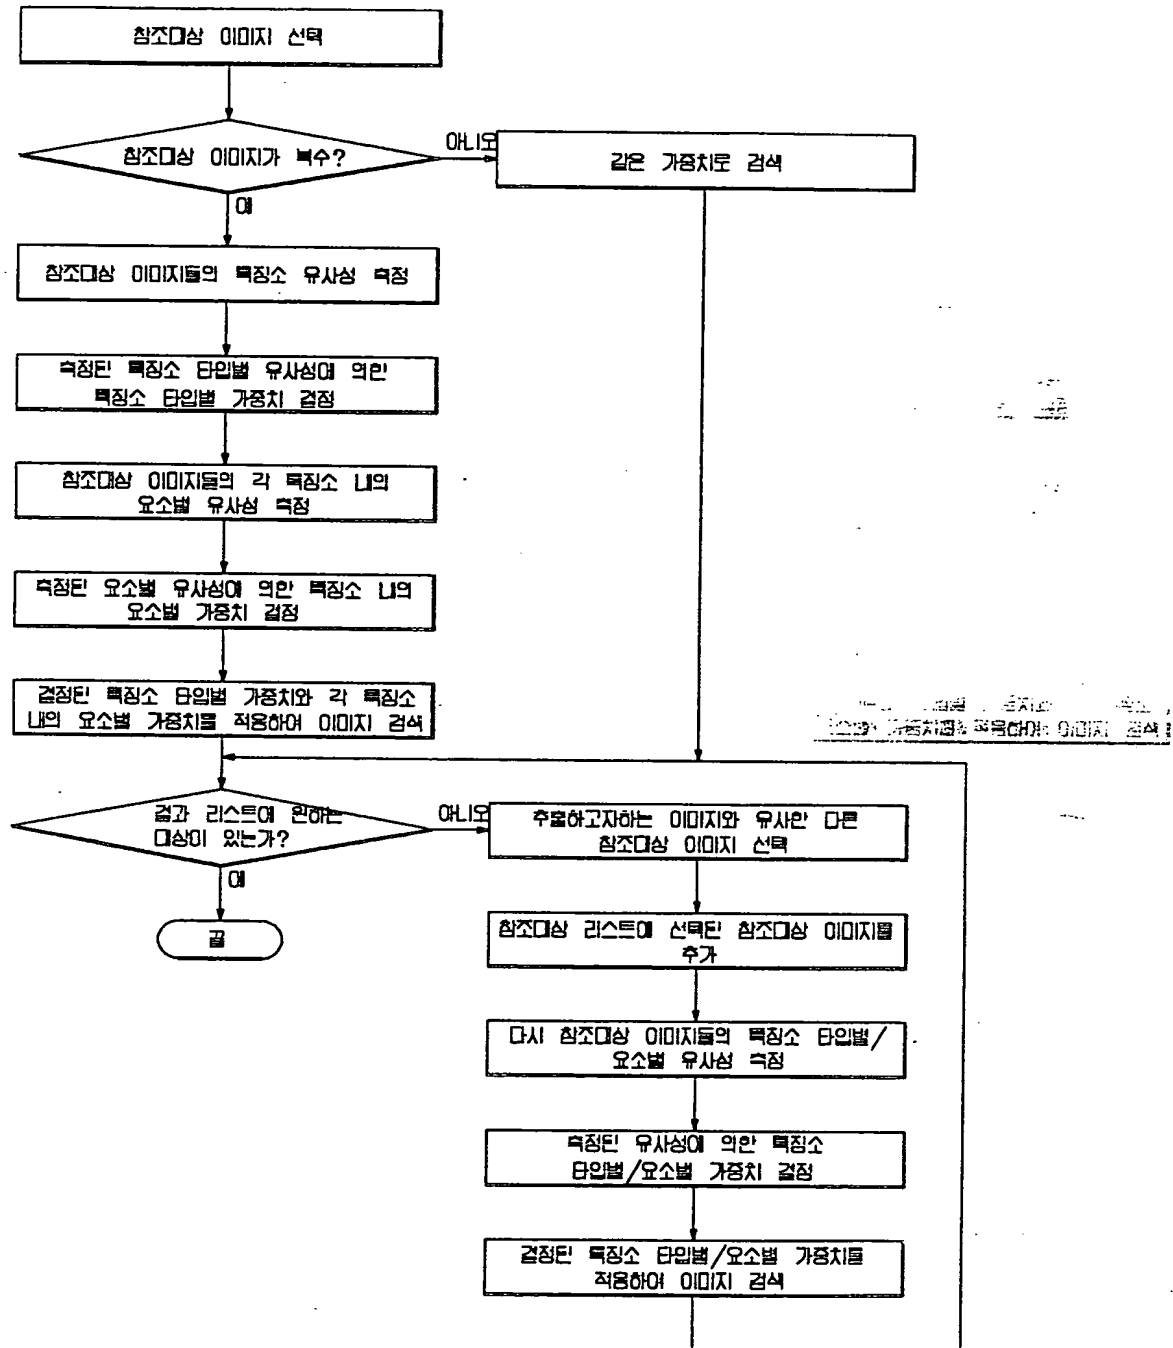 참조대상 이미지 선택
참조대상 이미지가 복수?
아니오
같은 가중치로 검색
예
참조대상 이미지들의 특징소 유사성 측정
측정된 특징소 타입별 유사성에 의한
특징소 타입별 가중치 결정
참조대상 이미지들의 각 특징소 내의
요소별 유사성 측정
측정된 요소별 유사성에 의한 특징소 내의
요소별 가중치 결정
결정된 특징소 타입별 가중치와 각 특징소
내의 요소별 가중치를 적용하여 이미지 검색
가중치를 적용하여 이미지 검색
결과 리스트에 원하는
대상이 있는가?
아니오
예
끝
추출하고자하는 이미지와 유사한 다른
참조대상 이미지 선택
참조대상 리스트에 선택된 참조대상 이미지를
추가
다시 참조대상 이미지들의 특징소 타입별/
요소별 유사성 측정
측정된 유사성에 의한 특징소
타입별/요소별 가중치 결정
결정된 특징소 타입별/요소별 가중치를
적용하여 이미지 검색